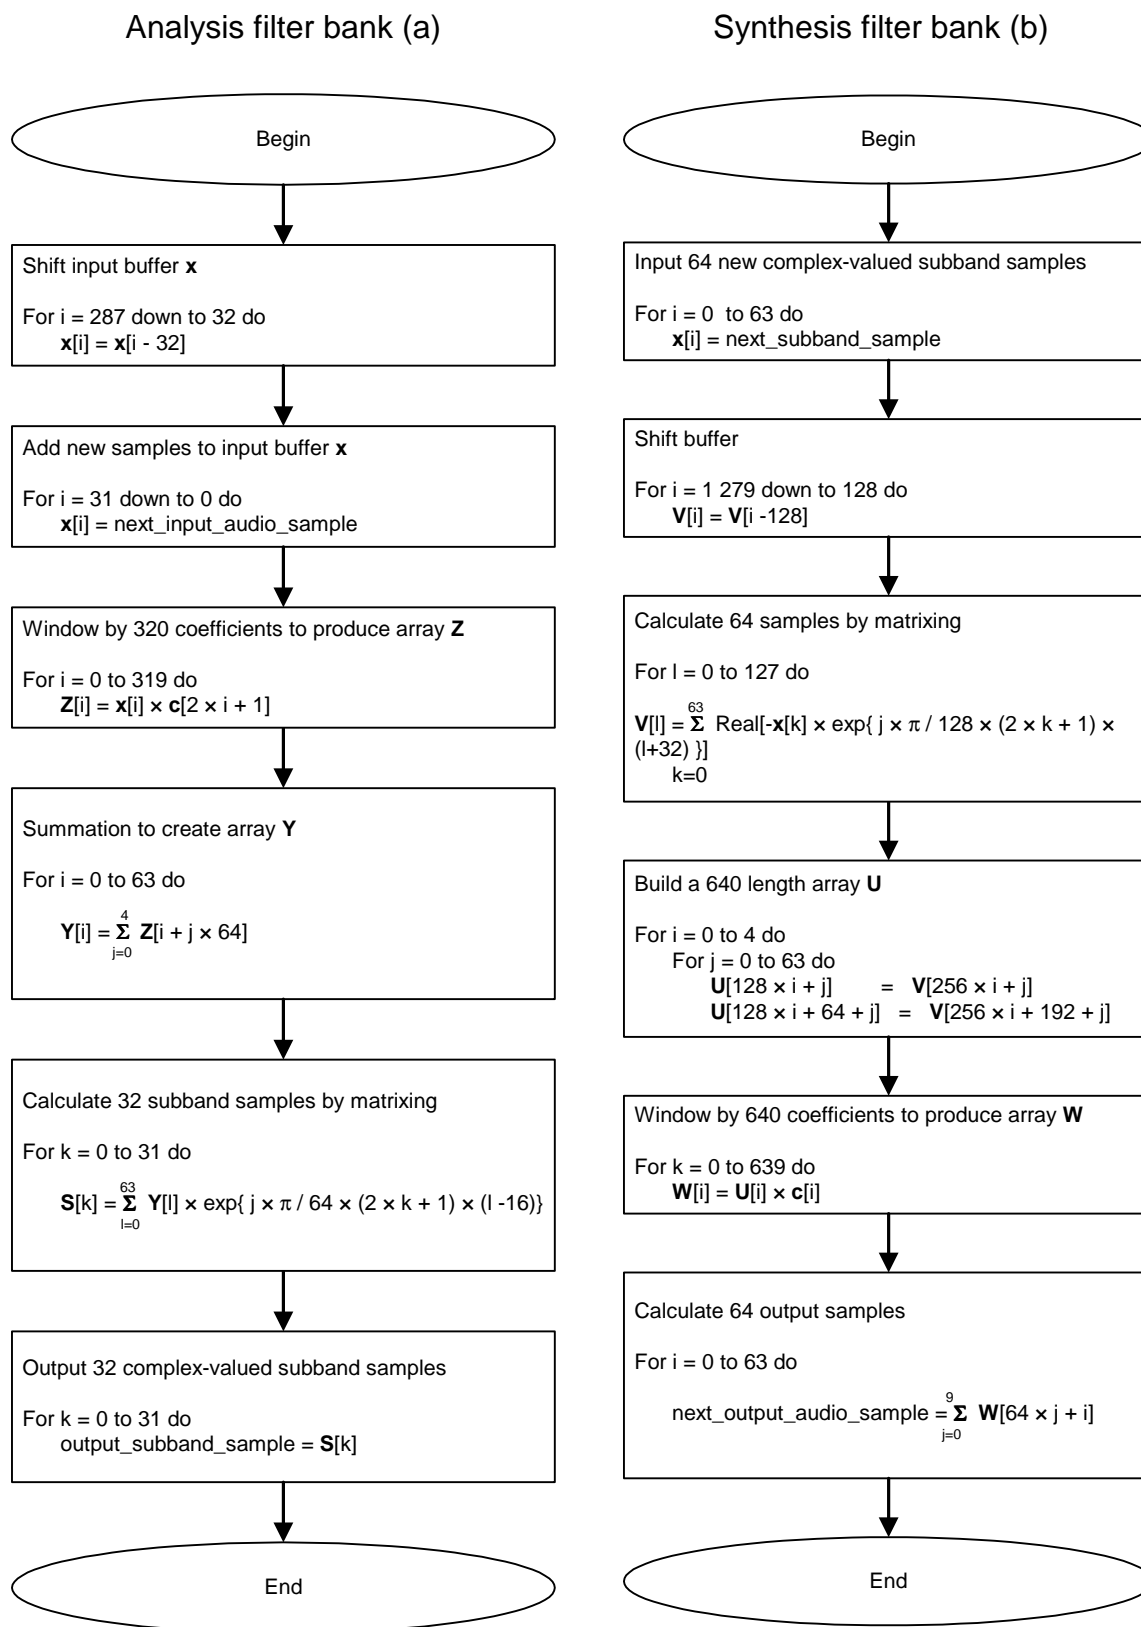 Analysis filter bank (a)
Begin
Shift input buffer x
For i = 287 down to 32 do
x[i] = x[i - 32]
Add new samples to input buffer x
For i = 31 down to 0 do
x[i] = next_input_audio_sample
Window by 320 coefficients to produce array Z
For i = 0 to 319 do
Z[i] = x[i] × c[2 × i + 1]
Summation to create array Y
For i = 0 to 63 do
4
Y[i] = Σ Z[i + j × 64]
j=0
Calculate 32 subband samples by matrixing
For k = 0 to 31 do
63
S[k] = Σ Y[l] × exp{ j × π / 64 × (2 × k + 1) × (l -16)}
l=0
Output 32 complex-valued subband samples
For k = 0 to 31 do
output_subband_sample = S[k]
End
Synthesis filter bank (b)
Begin
Input 64 new complex-valued subband samples
For i = 0 to 63 do
x[i] = next_subband_sample
Shift buffer
For i = 1 279 down to 128 do
V[i] = V[i -128]
Calculate 64 samples by matrixing
For l = 0 to 127 do
63
V[l] = Σ Real[-x[k] × exp{ j × π / 128 × (2 × k + 1) ×
(l+32) }]
k=0
Build a 640 length array U
For i = 0 to 4 do
For j = 0 to 63 do
U[128 × i + j] = V[256 × i + j]
U[128 × i + 64 + j] = V[256 × i + 192 + j]
Window by 640 coefficients to produce array W
For k = 0 to 639 do
W[i] = U[i] × c[i]
Calculate 64 output samples
For i = 0 to 63 do
9
next_output_audio_sample = Σ W[64 × j + i]
j=0
End